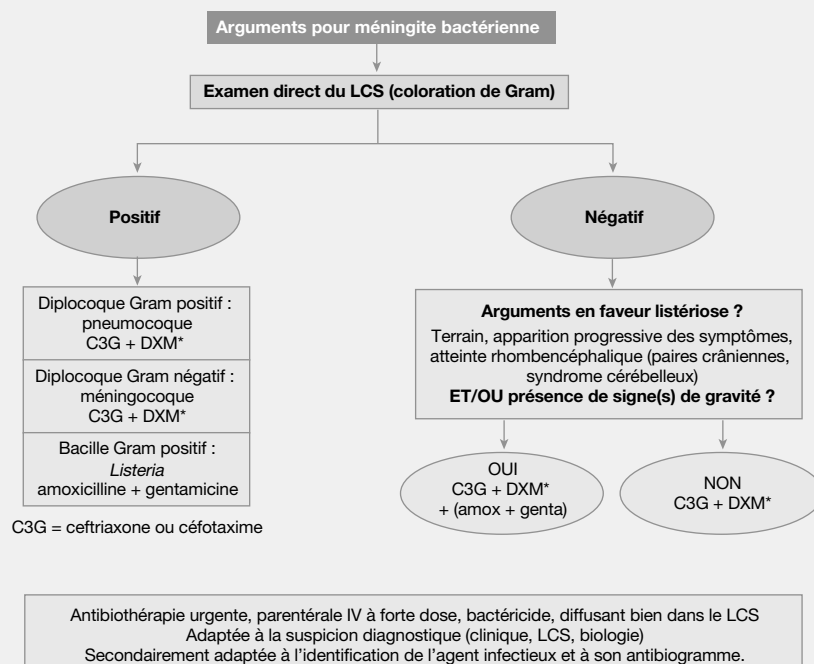 Arguments pour méningite bactérienne
Examen direct du LCS (coloration de Gram)
Positif
Négatif
Diplocoque Gram positif :
pneumocoque
C3G + DXM*
Diplocoque Gram négatif :
méningocoque
C3G + DXM*
Bacille Gram positif :
Listeria
amoxicilline + gentamicine
C3G = ceftriaxone ou céfotaxime
Arguments en faveur listériose ?
Terrain, apparition progressive des symptômes,
atteinte rhombencéphalique (paires crâniennes,
syndrome cérébelleux)
ET/OU présence de signe(s) de gravité ?
OUI
C3G + DXM*
+ (amox + genta)
NON
C3G + DXM*
Antibiothérapie urgente, parentérale IV à forte dose, bactéricide, diffusant bien dans le LCS
Adaptée à la suspicion diagnostique (clinique, LCS, biologie)
Secondairement adaptée à l'identification de l'agent infectieux et à son antibiogramme.